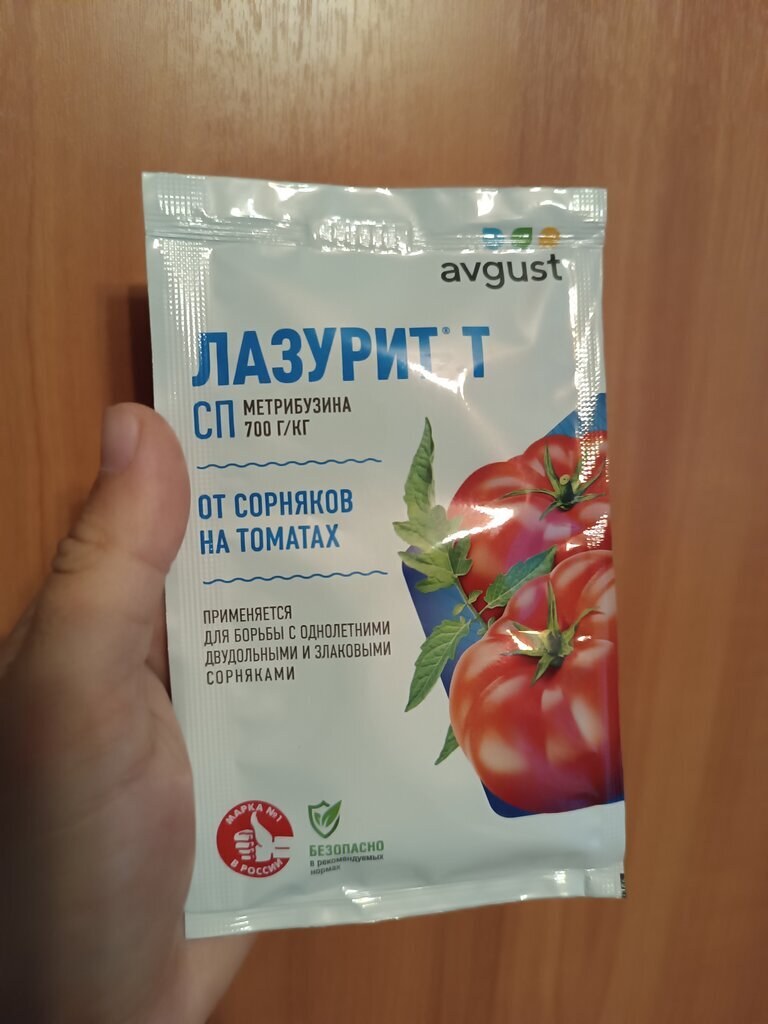 avgust
ЛАЗУРИТ® Т
СП МЕТРИБУЗИНА
700 Г/КГ
ОТ СОРНЯКОВ
НА ТОМАТАХ
ПРИМЕНЯЕТСЯ
ДЛЯ БОРЬБЫ С ОДНОЛЕТНИМИ
ДВУДОЛЬНЫМИ И ЗЛАКОВЫМИ
СОРНЯКАМИ
МАРКА №1
В РОССИИ
БЕЗОПАСНО
в рекомендуемых
нормах